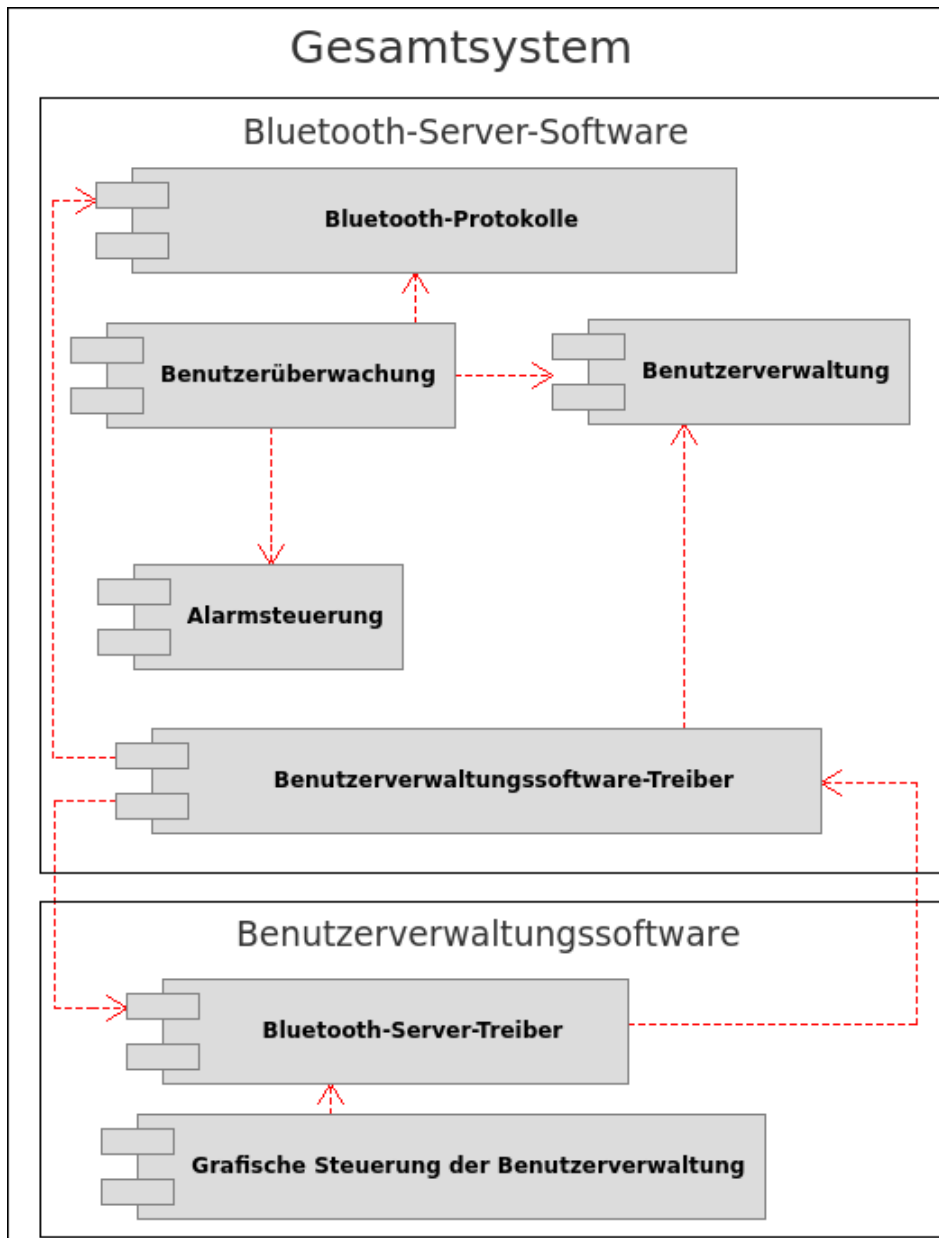 Gesamtsystem
Bluetooth-Server-Software
Bluetooth-Protokolle
Benutzerüberwachung
Benutzerverwaltung
Alarmsteuerung
Benutzerverwaltungssoftware-Treiber
Benutzerverwaltungssoftware
Bluetooth-Server-Treiber
Grafische Steuerung der Benutzerverwaltung